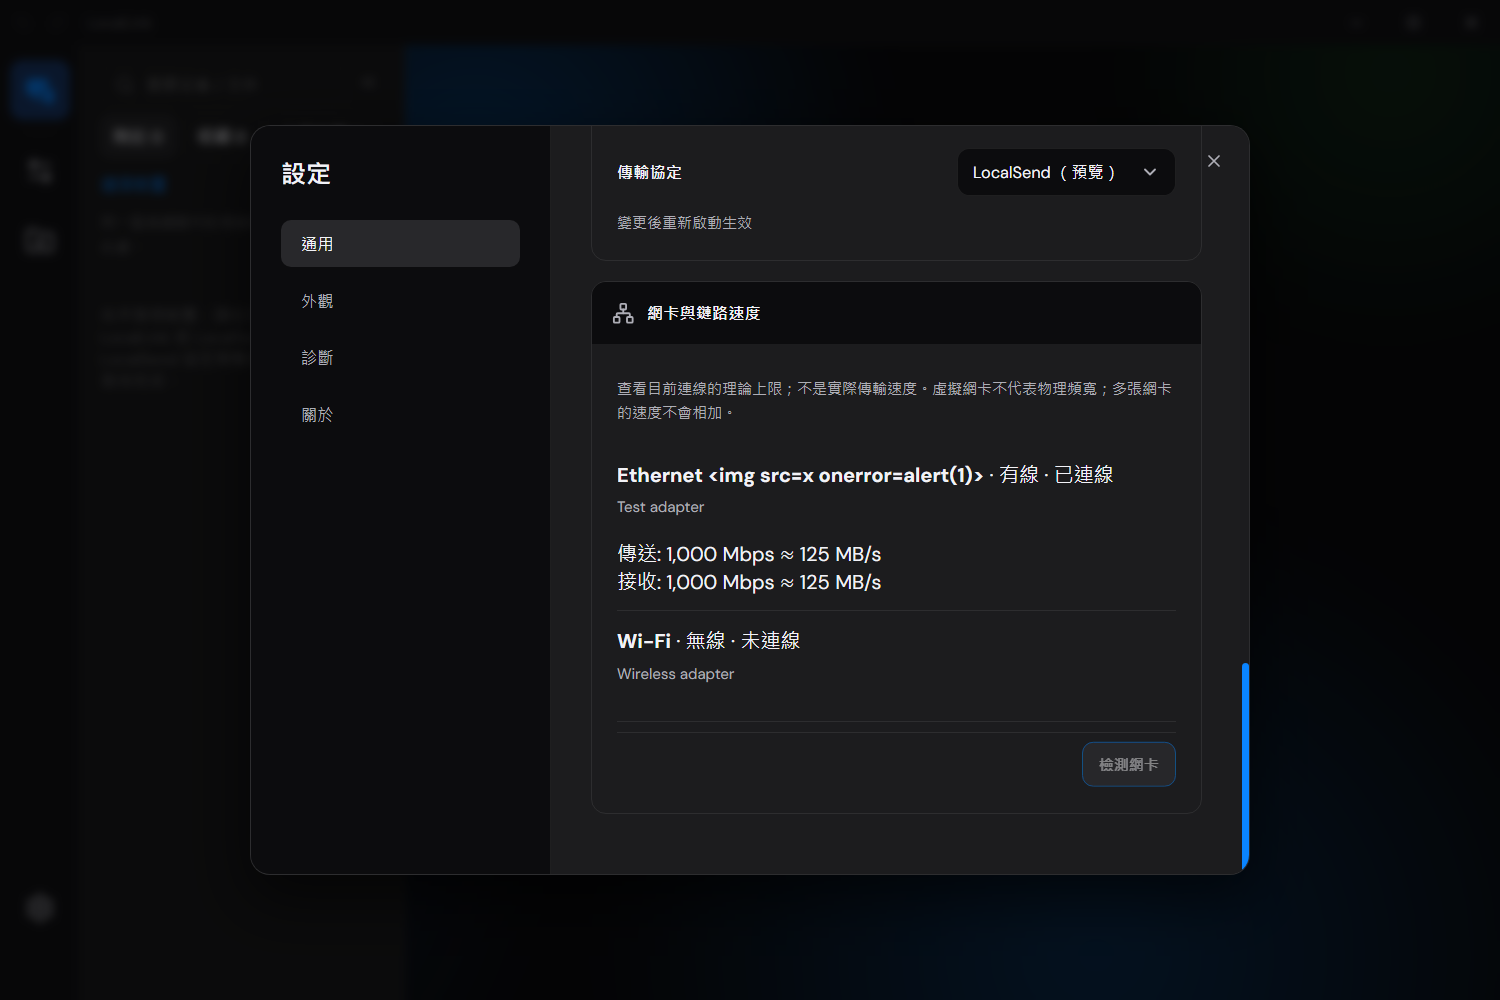 設定
通用
外觀
診斷
關於
傳輸協定
LocalSend （預覽）
變更後重新啟動生效
網卡與鏈路速度
查看目前連線的理論上限；不是實際傳輸速度。虛擬網卡不代表物理頻寬；多張網卡
的速度不會相加。
Ethernet <img src=x onerror=alert(1)> · 有線 · 已連線
Test adapter
傳送: 1,000 Mbps ≈ 125 MB/s
接收: 1,000 Mbps ≈ 125 MB/s
Wi-Fi · 無線 · 未連線
Wireless adapter
檢測網卡